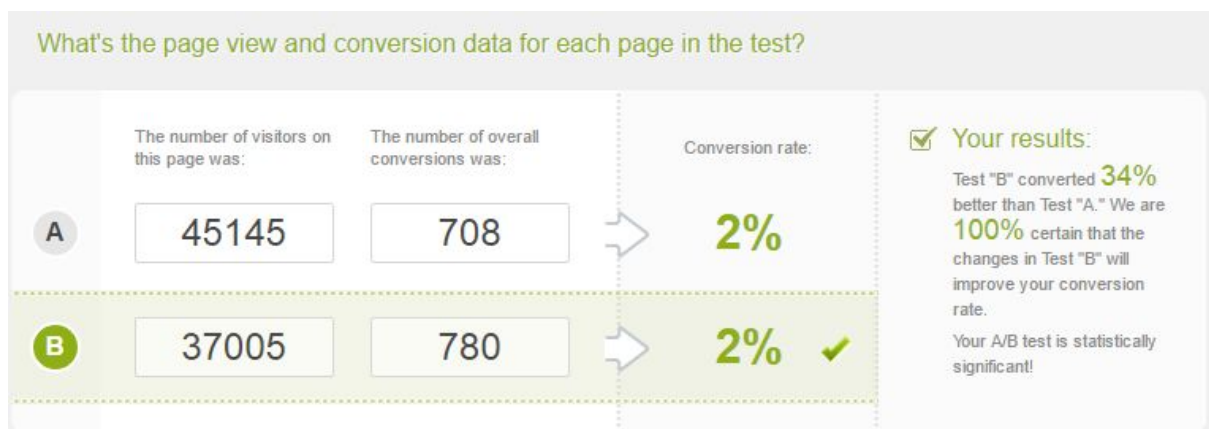 What's the page view and conversion data for each page in the test?
The number of visitors on
this page was:
The number of overall
conversions was:
Conversion rate:
A
45145
708
2%
B
37005
780
2%
Your results:
Test "B" converted 34%
better than Test "A." We are
100% certain that the
changes in Test "B" will
improve your conversion
rate.
Your A/B test is statistically
significant!